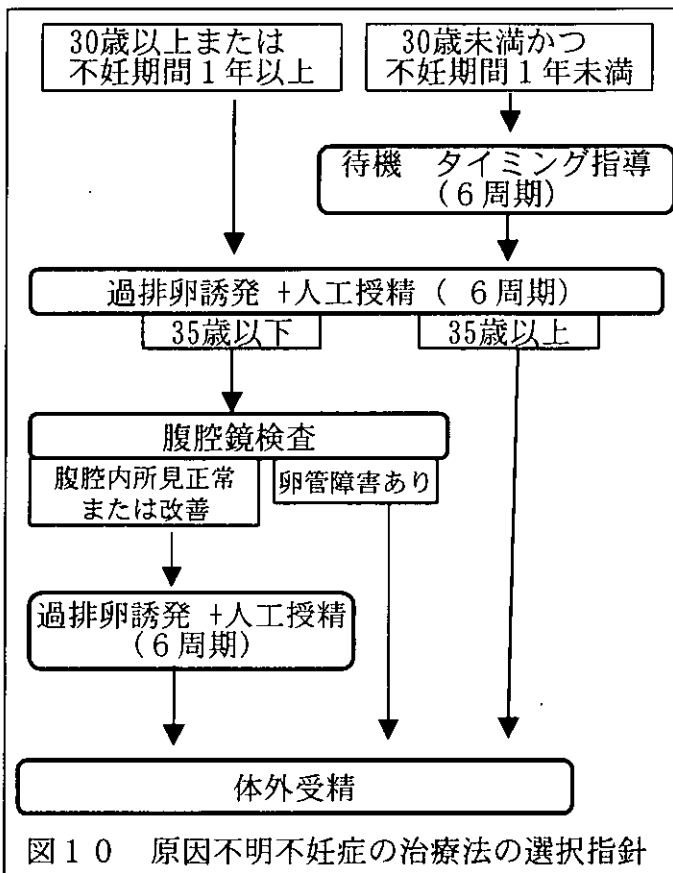 30歳以上または
不妊期間1年以上
30歳未満かつ
不妊期間1年未満
待機 タイミング指導
(6周期)
過排卵誘発 +人工授精 ( 6周期)
35歳以下
35歳以上
腹腔鏡検査
腹腔内所見正常
または改善
卵管障害あり
過排卵誘発 +人工授精
(6周期)
体外受精
図10 原因不明不妊症の治療法の選択指針